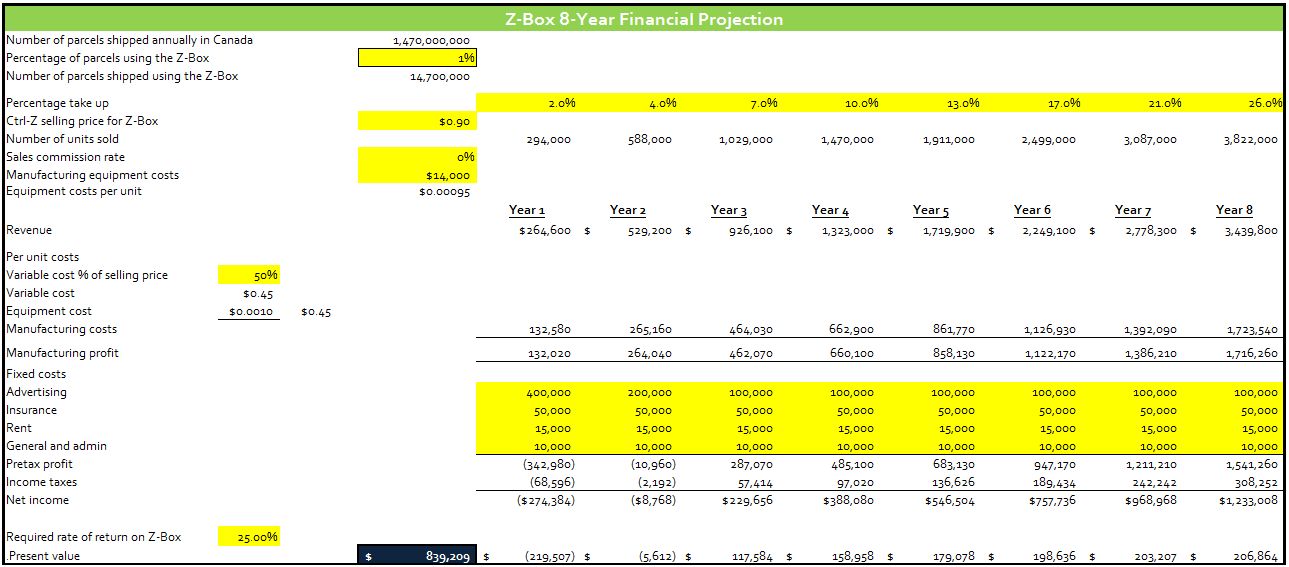 Z-Box 8-Year Financial Projection
Number of parcels shipped annually in Canada 1,470,000,000
Percentage of parcels using the Z-Box 1%
Number of parcels shipped using the Z-Box 14,700,000
Percentage take up 2.0% 4.0% 7.0% 10.0% 13.0% 17.0% 21.0% 26.0%
Ctrl-Z selling price for Z-Box $0.90
Number of units sold 294,000 588,000 1,029,000 1,470,000 1,911,000 2,499,000 3,087,000 3,822,000
Sales commission rate 0%
Manufacturing equipment costs $14,000
Equipment costs per unit $0.00095
Year 1 Year 2 Year 3 Year 4 Year 5 Year 6 Year 7 Year 8
Revenue $264,600 $ 529,200 $ 926,100 $ 1,323,000 $ 1,719,900 $ 2,249,100 $ 2,778,300 $ 3,439,800
Per unit costs
Variable cost % of selling price 50%
Variable cost $0.45
Equipment cost $0.0010 $0.45
Manufacturing costs 132,580 265,160 464,030 662,900 861,770 1,126,930 1,392,090 1,723,540
Manufacturing profit 132,020 264,040 462,070 660,100 858,130 1,122,170 1,386,210 1,716,260
Fixed costs
Advertising 400,000 200,000 100,000 100,000 100,000 100,000 100,000 100,000
Insurance 50,000 50,000 50,000 50,000 50,000 50,000 50,000 50,000
Rent 15,000 15,000 15,000 15,000 15,000 15,000 15,000 15,000
General and admin 10,000 10,000 10,000 10,000 10,000 10,000 10,000 10,000
Pretax profit (342,980) (10,960) 287,070 485,100 683,130 947,170 1,211,210 1,541,260
Income taxes (68,596) (2,192) 57,414 97,020 136,626 189,434 242,242 308,252
Net income ($274,384) ($8,768) $229,656 $388,080 $546,504 $757,736 $968,968 $1,233,008
Required rate of return on Z-Box 25.00%
.Present value $ 839,209 $ (219,507) $ (5,612) $ 117,584 $ 158,958 $ 179,078 $ 198,636 $ 203,207 $ 206,864